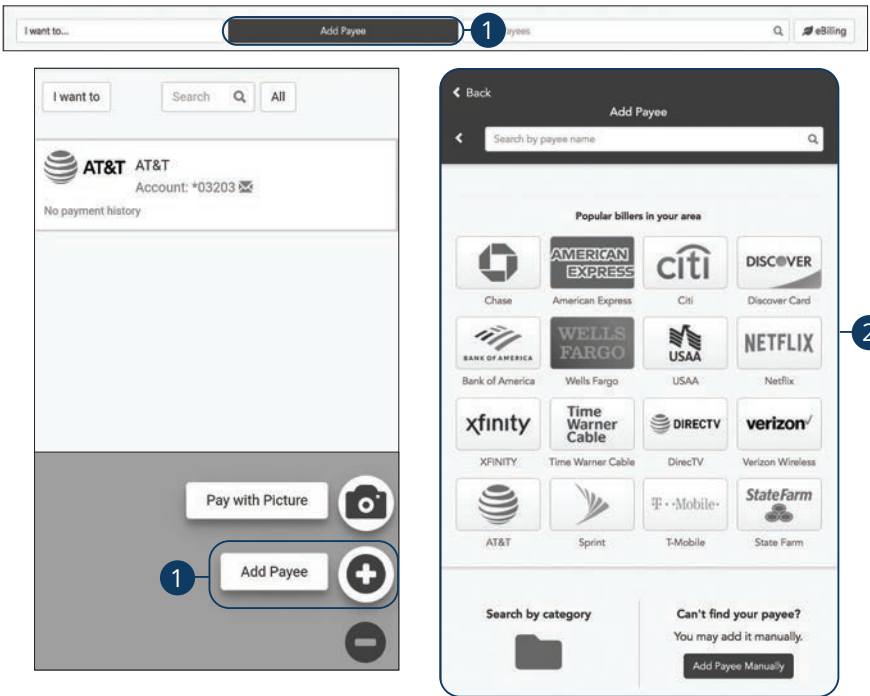 I want to... Add Payee 1 ayees eBilling
I want to Search All
AT&T AT&T
Account: *03203
No payment history
Pay with Picture
1 Add Payee
Back
Add Payee
Search by payee name
Popular billers in your area
AMERICAN EXPRESS citi DISCOVER
Chase American Express Citi Discover Card
BANK OF AMERICA WELLS FARGO USAA NETFLIX
2
Bank of America Wells Fargo USAA Netflix
xfinity Time Warner Cable DIRECTV verizon
XFINITY Time Warner Cable DirecTV Verizon Wireless
T··Mobile· StateFarm
AT&T Sprint T-Mobile State Farm
Search by category Can't find your payee?
You may add it manually.
Add Payee Manually